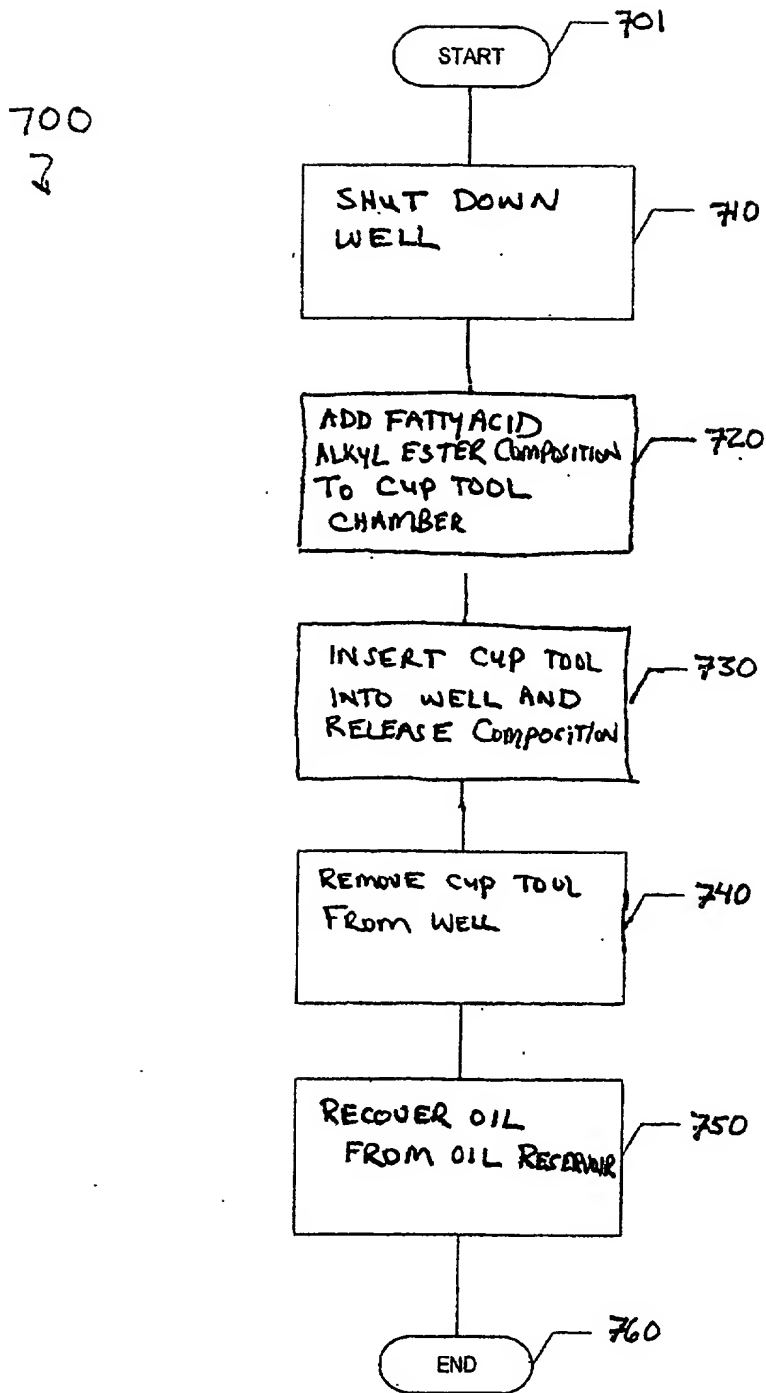 701
START
700
SHUT DOWN
WELL
710
ADD FATTY ACID
ALKYL ESTER COMPOSITION
TO CUP TOOL
CHAMBER
720
INSERT CUP TOOL
INTO WELL AND
RELEASE COMPOSITION
730
REMOVE CUP TOOL
FROM WELL
740
RECOVER OIL
FROM OIL RESERVOIR
750
760
END